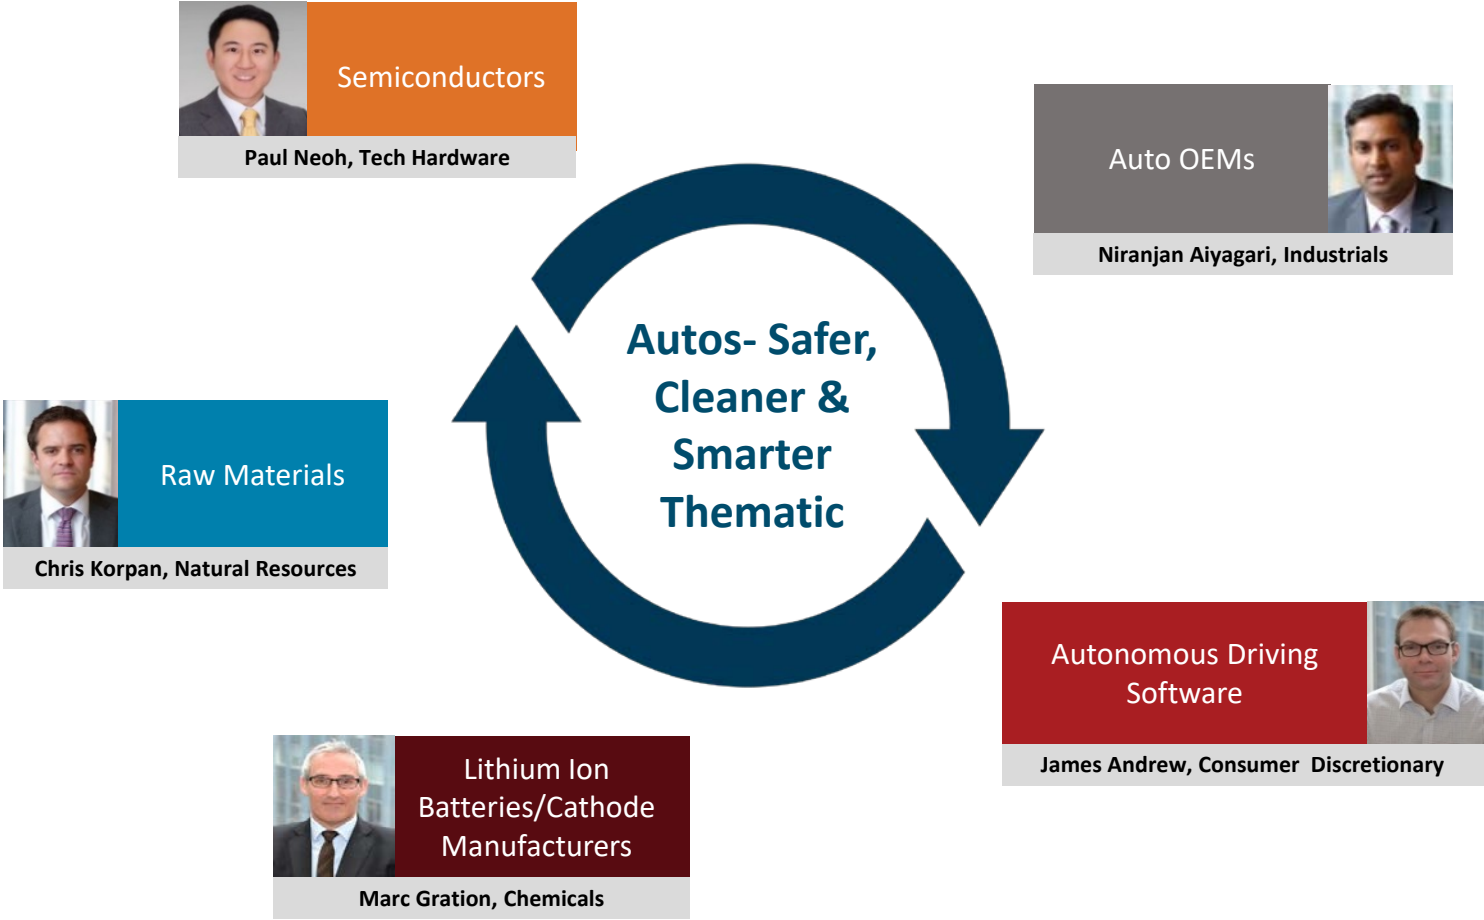 Semiconductors
Paul Neoh, Tech Hardware
Auto OEMs
Niranjan Aiyagari, Industrials
Autos- Safer,
Cleaner &
Smarter
Thematic
Raw Materials
Chris Korpan, Natural Resources
Autonomous Driving
Software
James Andrew, Consumer  Discretionary
Lithium Ion
Batteries/Cathode
Manufacturers
Marc Gration, Chemicals